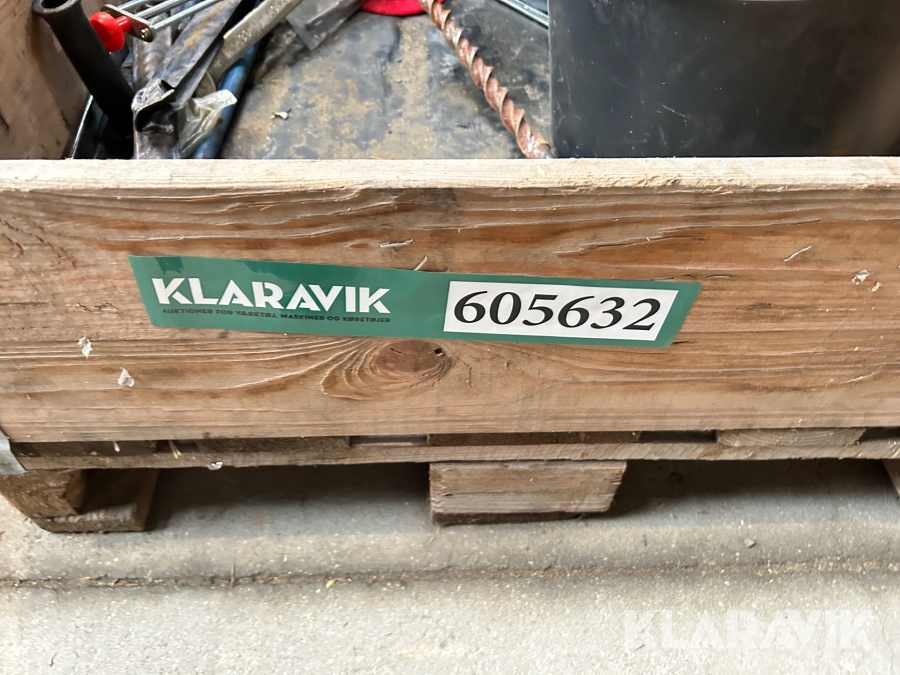 KLARAVIK
AUKTIONER FOR VÆRKTØJ, MASKINER OG KØRETØJER
605632
KLARAVIK